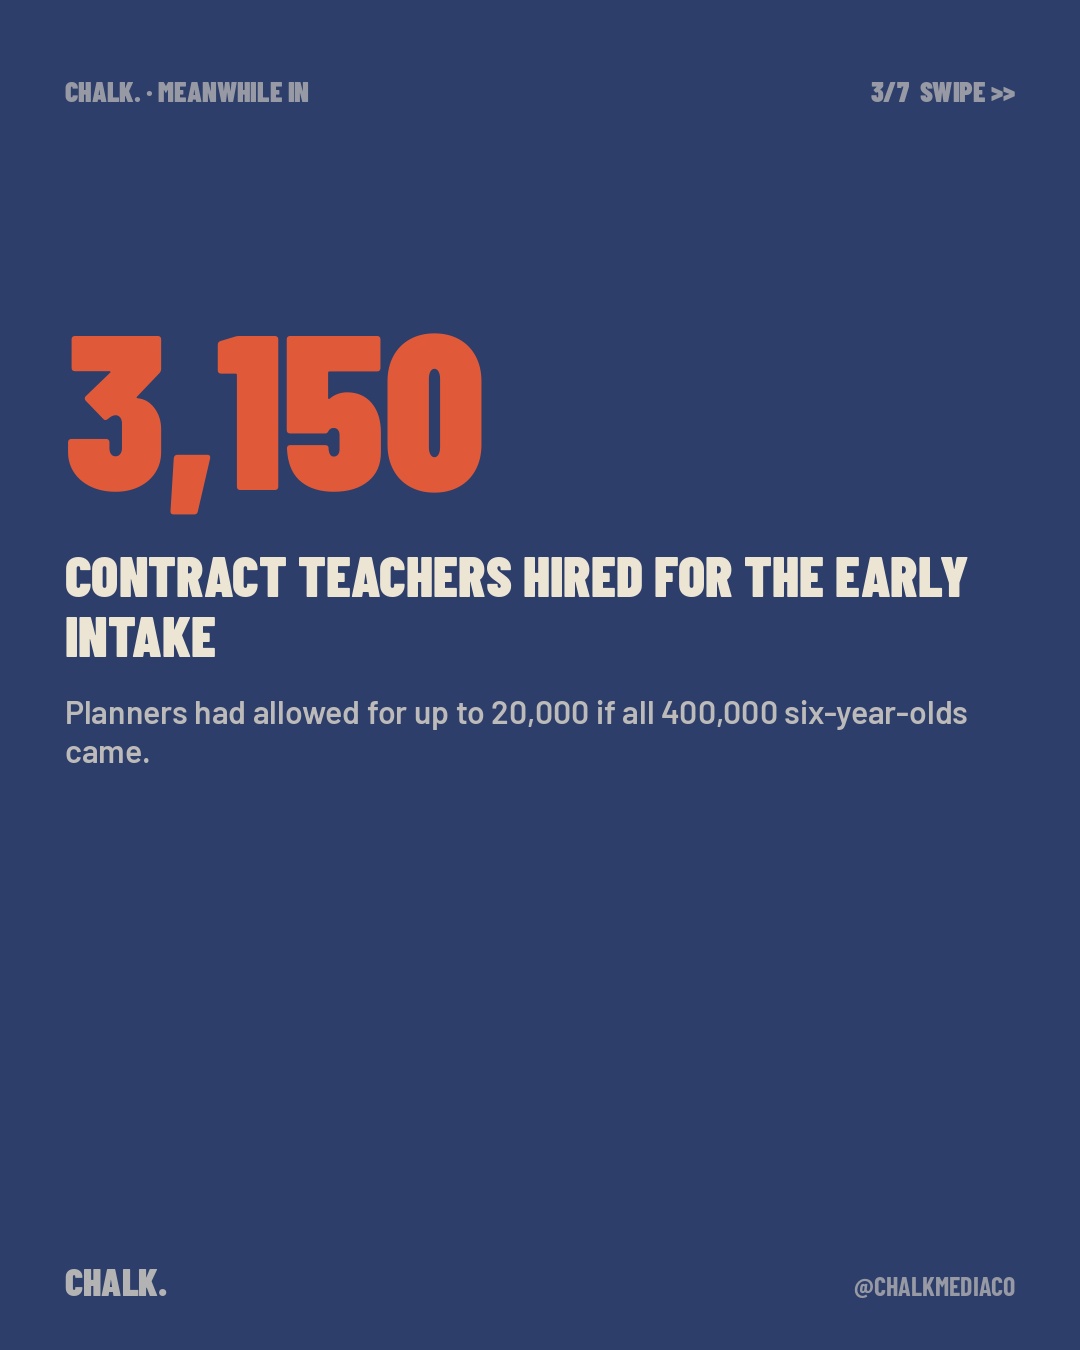 CHALK. · MEANWHILE IN
3/7 SWIPE >>
3,150
CONTRACT TEACHERS HIRED FOR THE EARLY
INTAKE
Planners had allowed for up to 20,000 if all 400,000 six-year-olds
came.
CHALK.
@CHALKMEDIACO